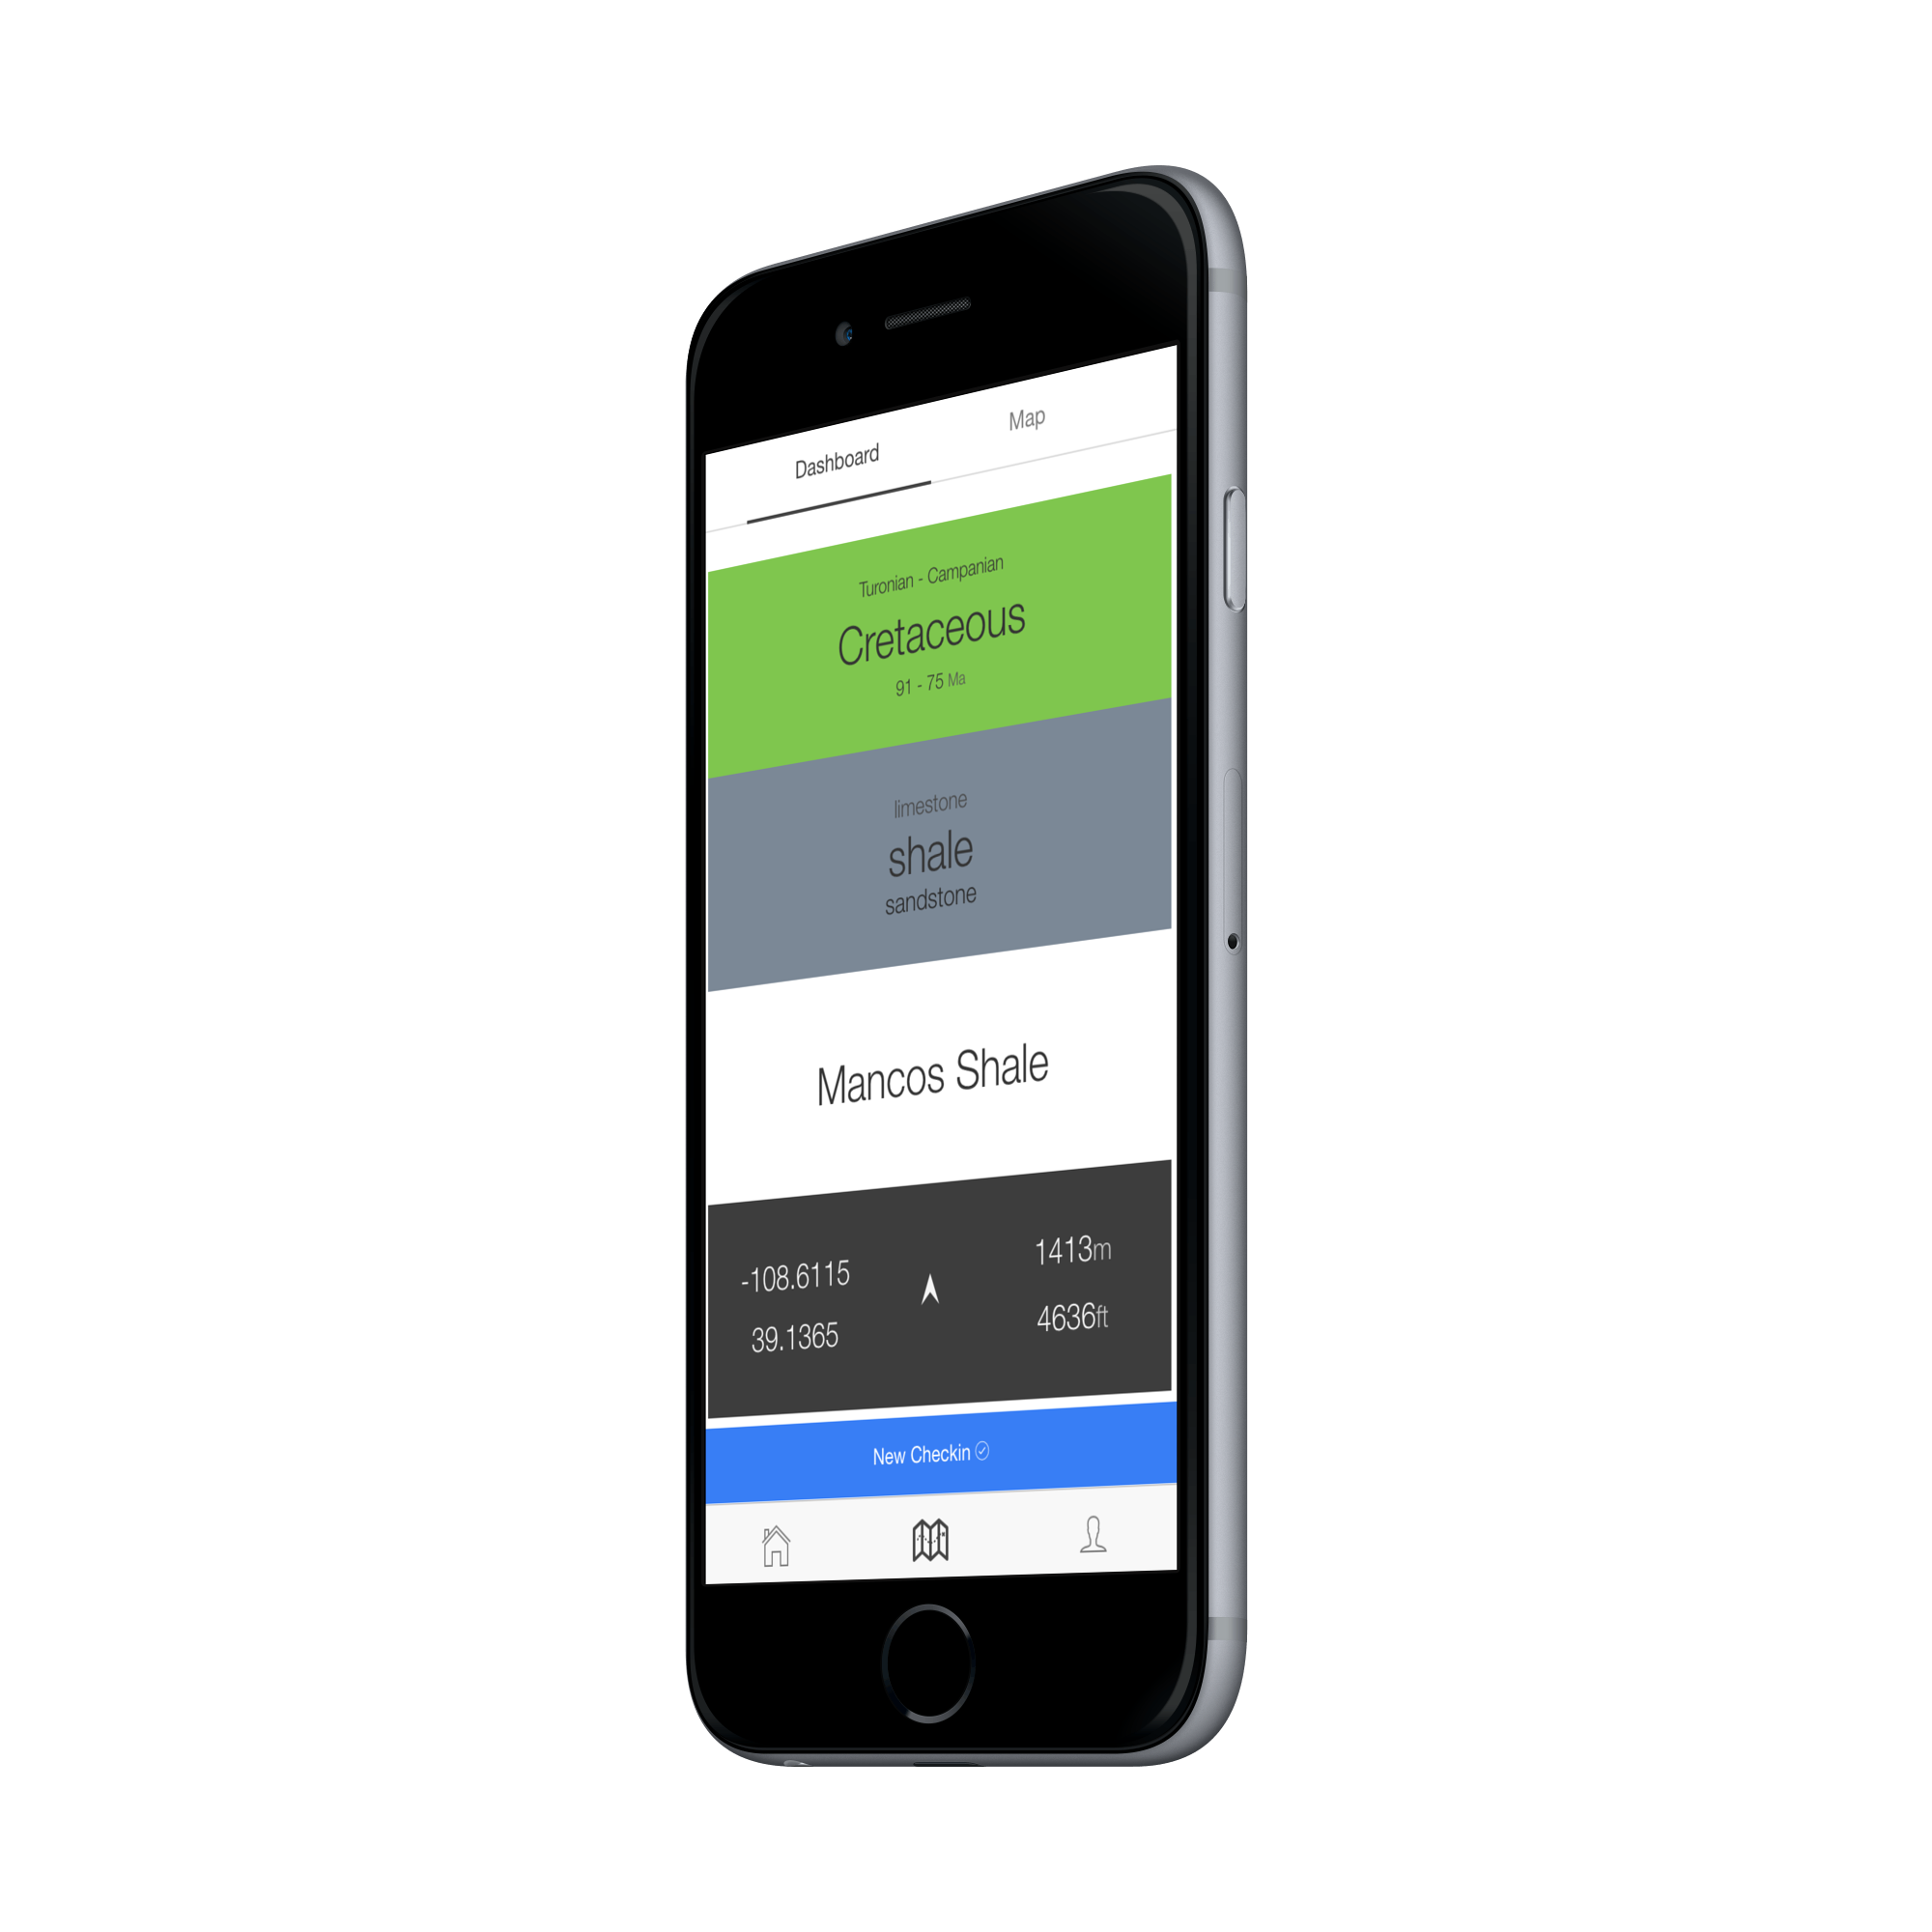 Dashboard Map
Turonian - Campanian
Cretaceous
91 - 75 Ma
limestone
shale
sandstone
Mancos Shale
-108.6115 1413m
39.1365 4636ft
New Checkin